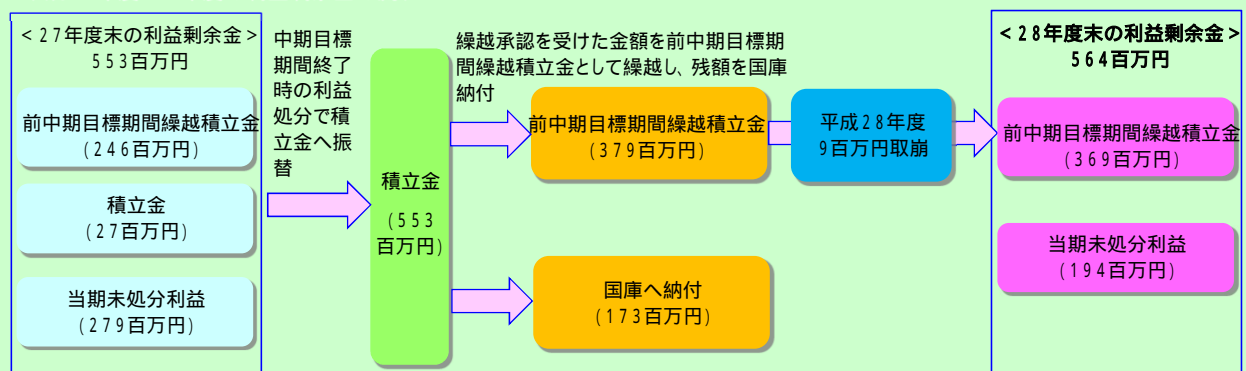 <27年度末の利益剰余金>
553百万円
前中期目標期間繰越積立金
(246百万円)
積立金
(27百万円)
当期未処分利益
(279百万円)
中期目標
期間終了
時の利益
処分で積
立金へ振
替
積立金
(553
百万円)
繰越承認を受けた金額を前中期目標期
間繰越積立金として繰越し、残額を国庫
納付
前中期目標期間繰越積立金
(379百万円)
国庫へ納付
(173百万円)
平成28年度
9百万円取崩
<28年度末の利益剰余金>
564百万円
前中期目標期間繰越積立金
(369百万円)
当期未処分利益
(194百万円)